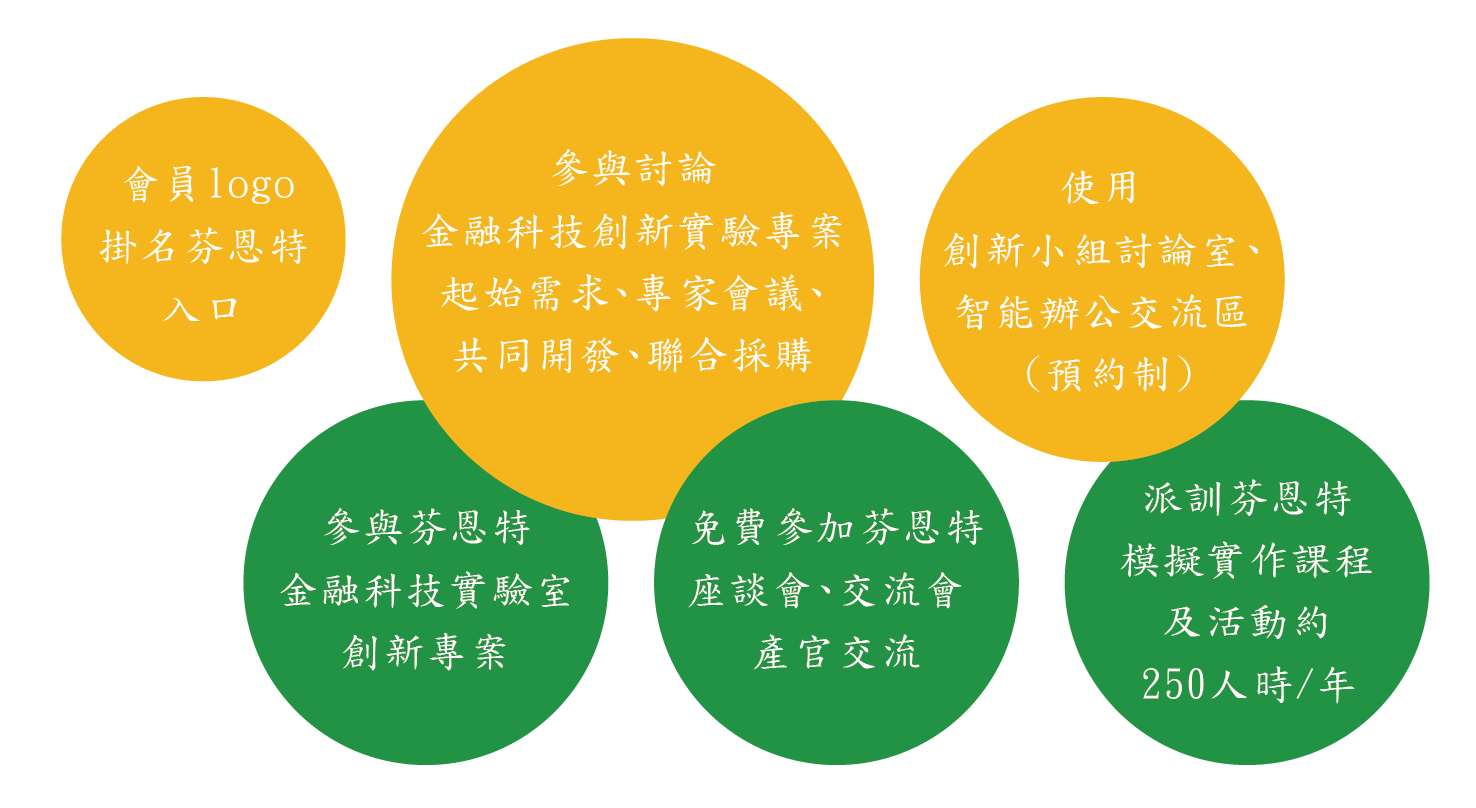 會員logo
掛名芬恩特
入口
參與討論
金融科技創新實驗專案
起始需求、專家會議、
共同開發、聯合採購
使用
創新小組討論室、
智能辦公交流區
（預約制）
參與芬恩特
金融科技實驗室
創新專案
免費參加芬恩特
座談會、交流會
產官交流
派訓芬恩特
模擬實作課程
及活動約
250人時/年